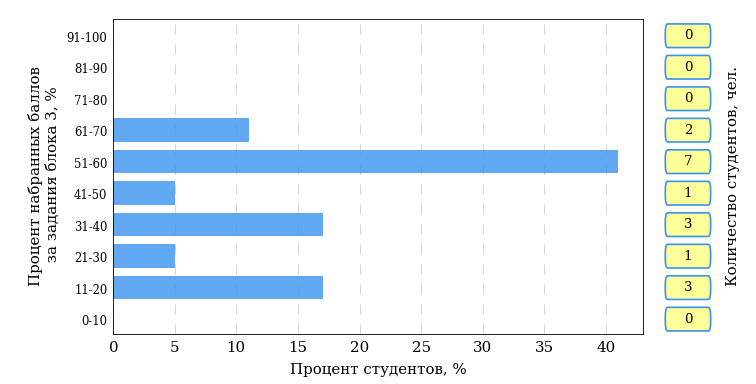 Процент набранных баллов
за задания блока 3, %
91-100 0
81-90 0
71-80 0
61-70 2
51-60 7
41-50 1
31-40 3
21-30 1
11-20 3
0-10 0
0 5 10 15 20 25 30 35 40
Процент студентов, %
Количество студентов, чел.